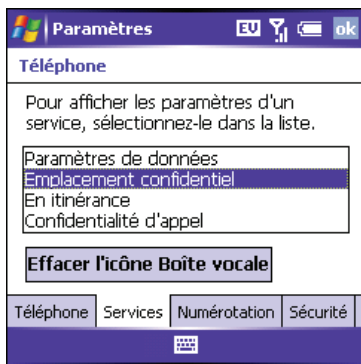 Paramètres EV ok
Téléphone
Pour afficher les paramètres d'un
service, sélectionnez-le dans la liste.
Paramètres de données
Emplacement confidentiel
En itinérance
Confidentialité d'appel
Effacer l'icône Boîte vocale
Téléphone Services Numérotation Sécurité